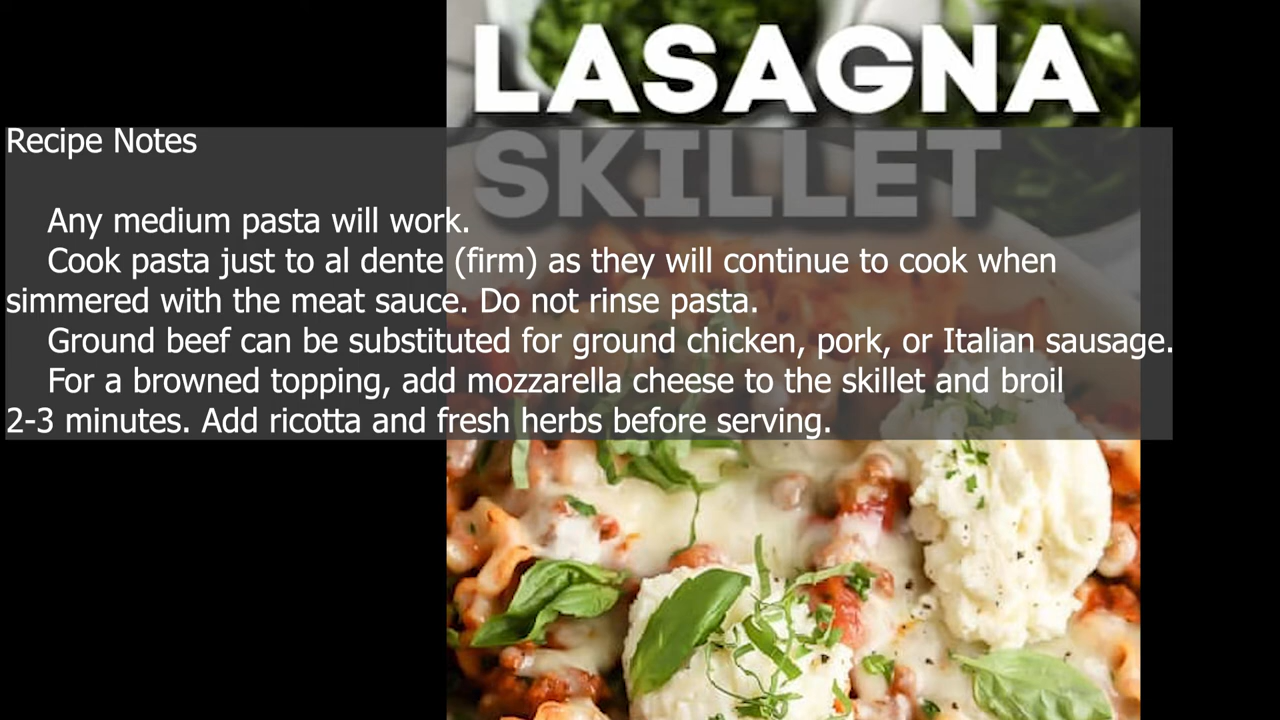 LASAGNA
SKILLET
Recipe Notes
Any medium pasta will work.
Cook pasta just to al dente (firm) as they will continue to cook when
simmered with the meat sauce. Do not rinse pasta.
Ground beef can be substituted for ground chicken, pork, or Italian sausage.
For a browned topping, add mozzarella cheese to the skillet and broil
2-3 minutes. Add ricotta and fresh herbs before serving.